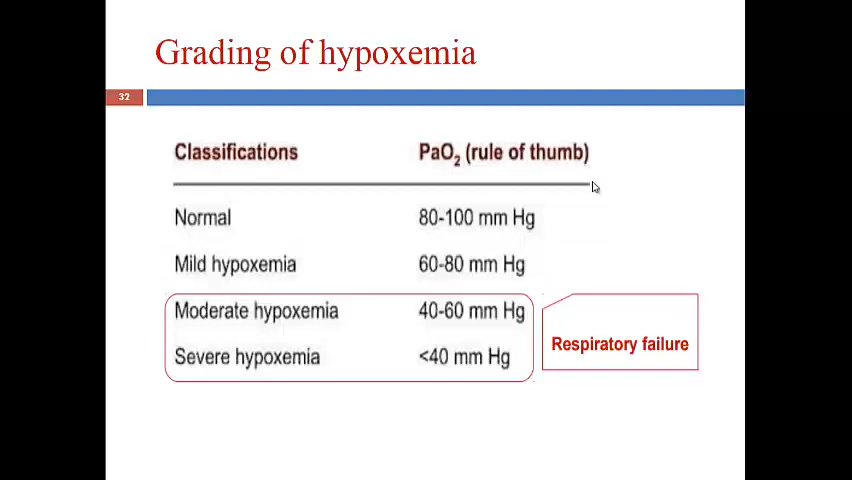 Grading of hypoxemia
32
Classifications PaO₂ (rule of thumb)
Normal 80-100 mm Hg
Mild hypoxemia 60-80 mm Hg
Moderate hypoxemia 40-60 mm Hg
Severe hypoxemia <40 mm Hg
Respiratory failure